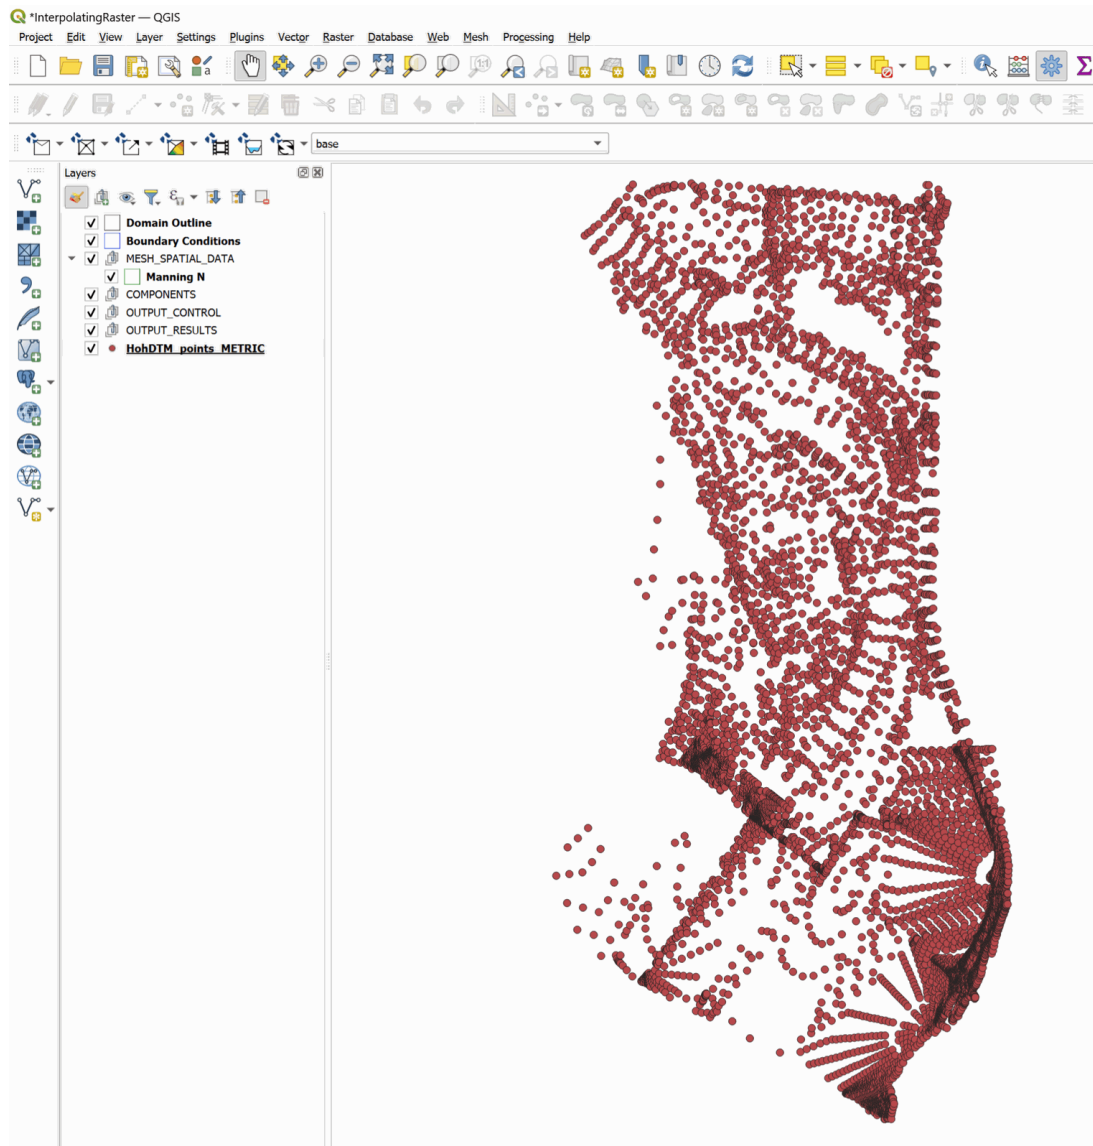 *InterpolatingRaster — QGIS
Project Edit View Layer Settings Plugins Vector Raster Database Web Mesh Processing Help
base
Layers
Domain Outline
Boundary Conditions
MESH_SPATIAL_DATA
Manning N
COMPONENTS
OUTPUT_CONTROL
OUTPUT_RESULTS
HohDTM_points_METRIC